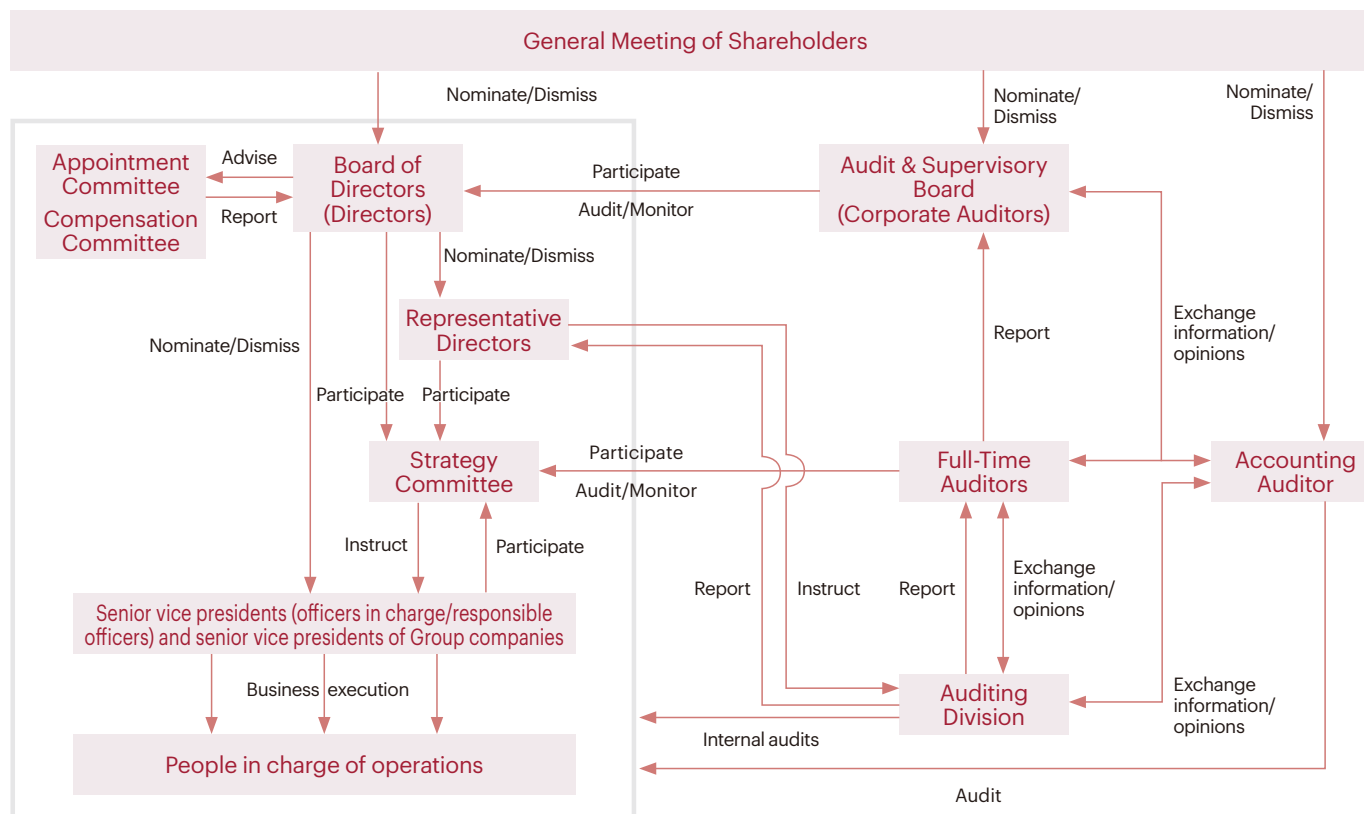 General Meeting of Shareholders
Nominate/Dismiss
Nominate/
Dismiss
Nominate/
Dismiss
Appointment
Committee
Compensation
Committee
Advise
Report
Board of
Directors
(Directors)
Participate
Audit/Monitor
Audit & Supervisory
Board
(Corporate Auditors)
Nominate/Dismiss
Representative
Directors
Nominate/Dismiss
Report
Exchange
information/
opinions
Participate
Participate
Strategy
Committee
Participate
Audit/Monitor
Full-Time
Auditors
Accounting
Auditor
Instruct
Participate
Report
Instruct
Report
Exchange
information/
opinions
Senior vice presidents (officers in charge/responsible
officers) and senior vice presidents of Group companies
Business execution
Auditing
Division
Exchange
information/
opinions
Internal audits
People in charge of operations
Audit